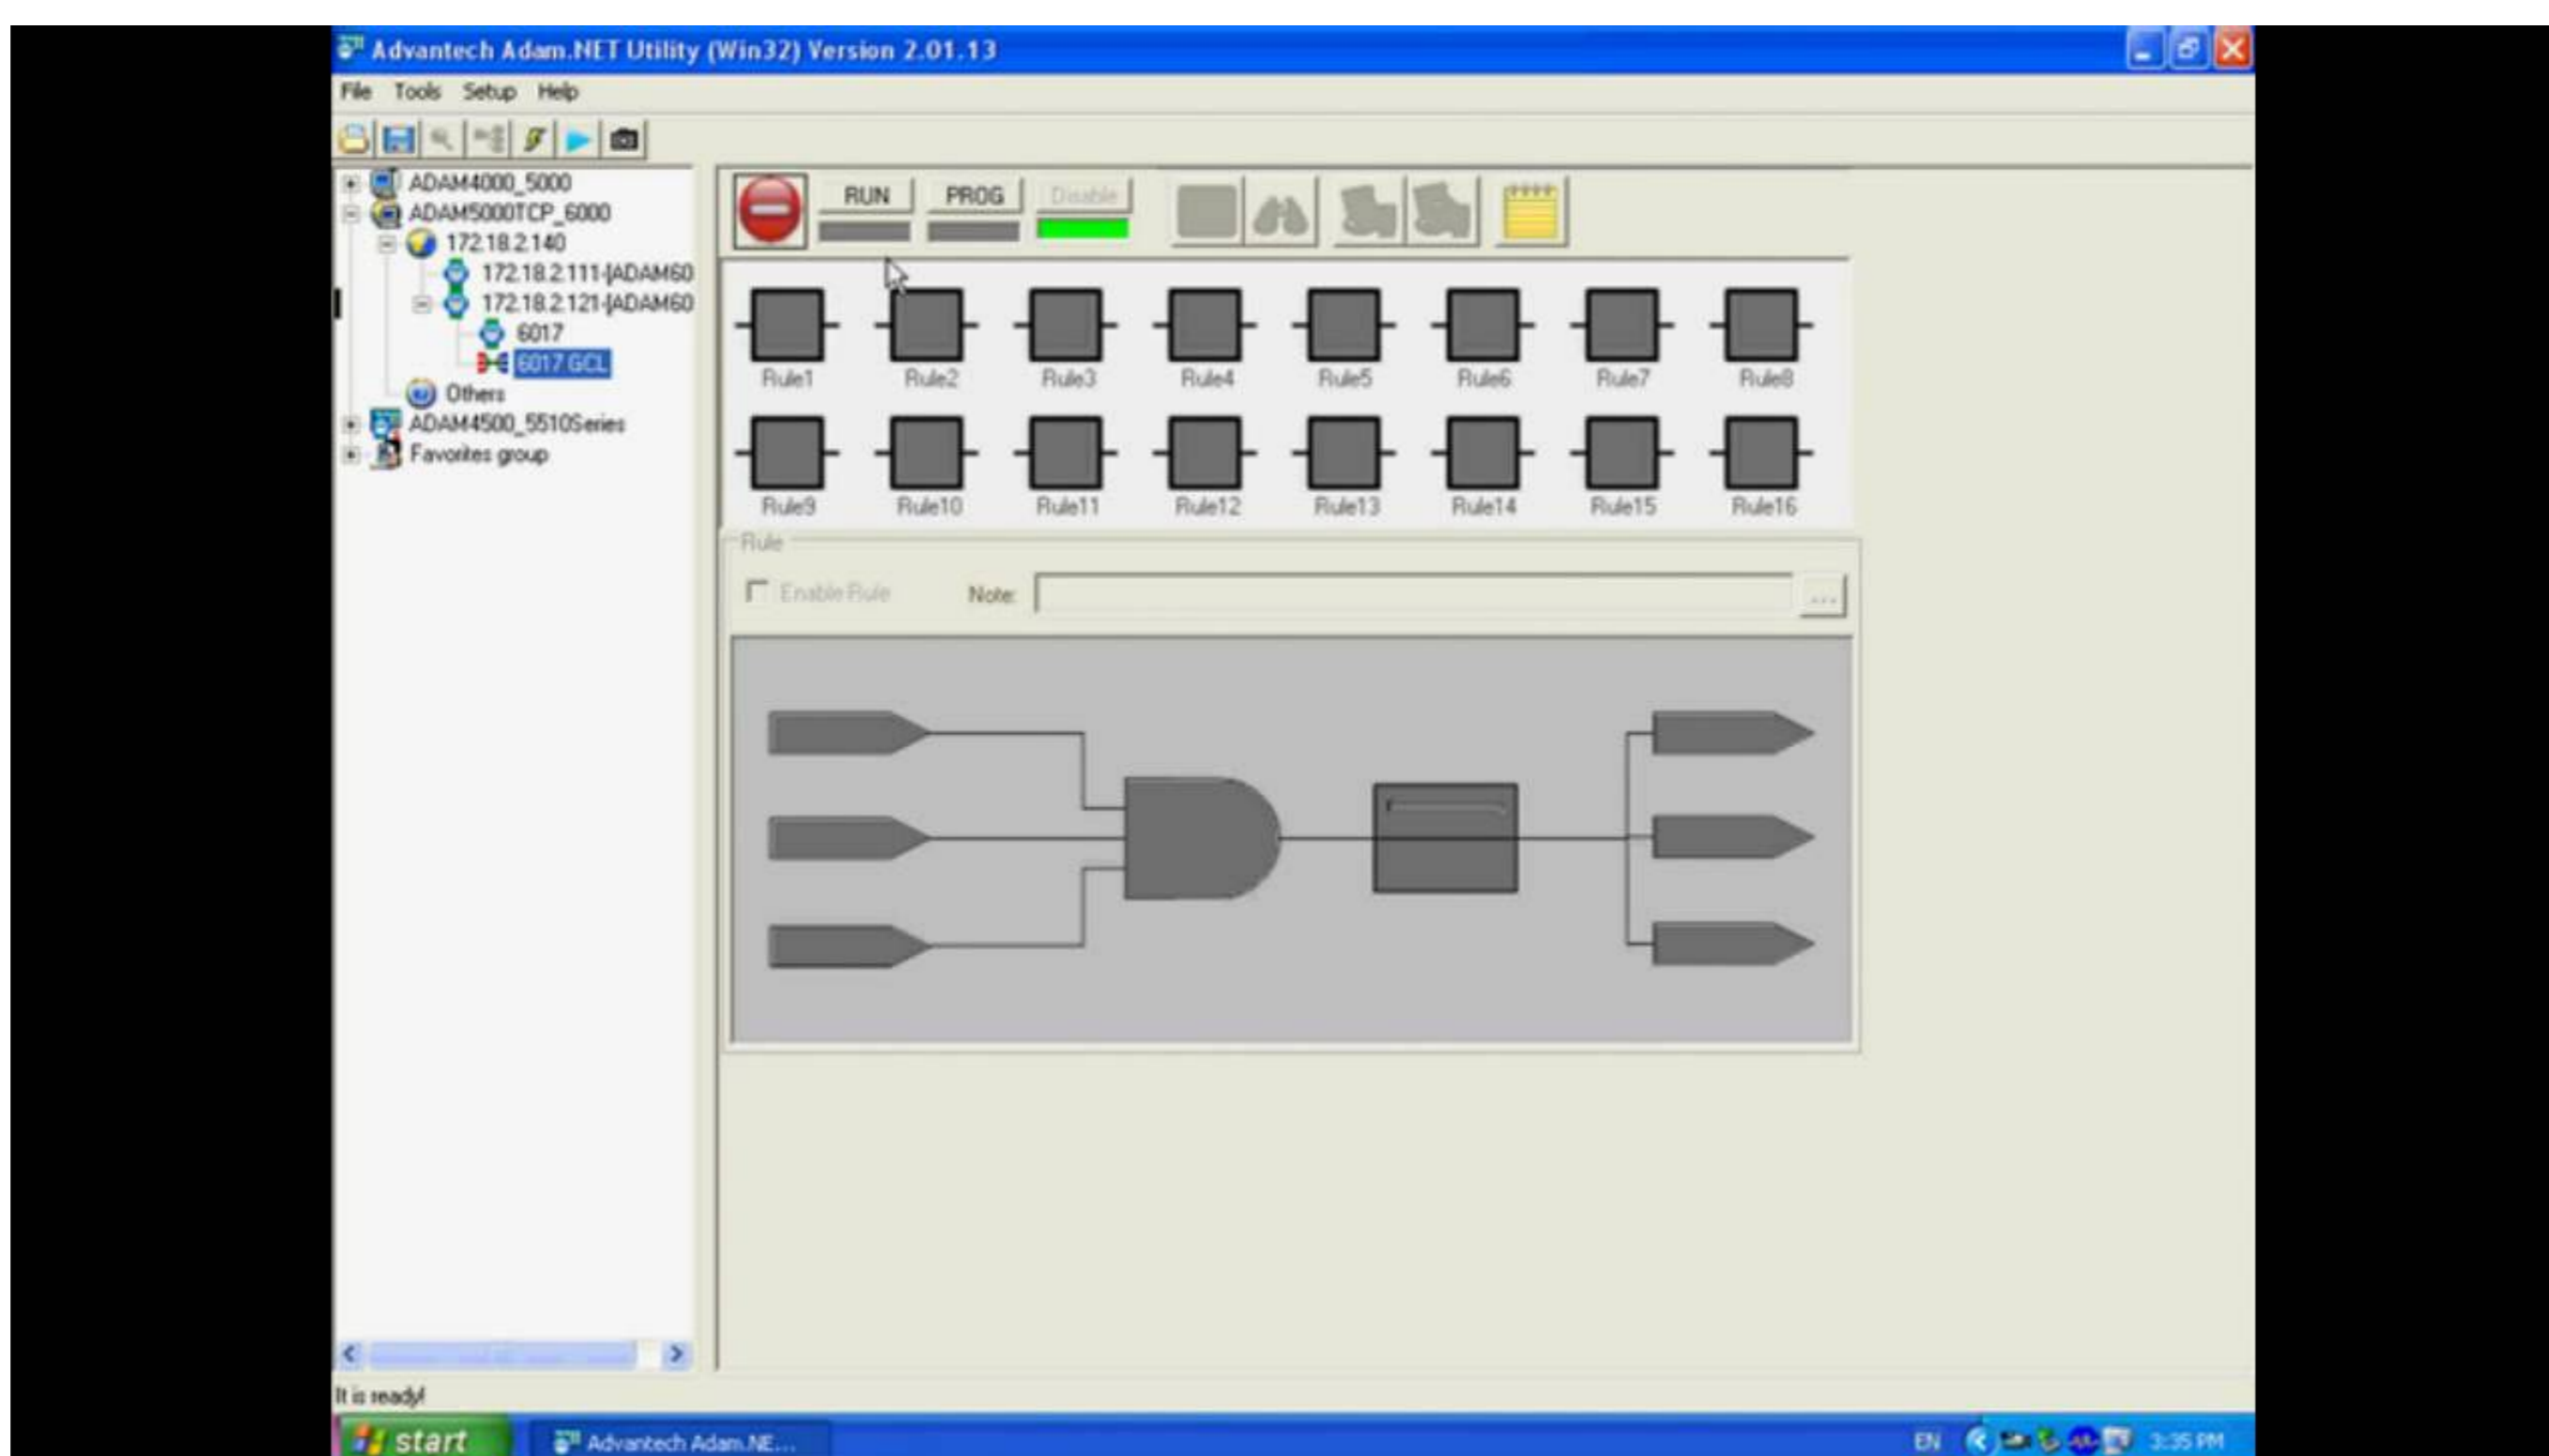 Advantech Adam.NET Utility (Win32) Version 2.01.13
File Tools Setup Help
ADAM4000_5000
ADAM5000TCP_6000
172.18.2.140
172.18.2.111-[ADAM60
172.18.2.121-[ADAM60
6017
6017.GCL
Others
ADAM4500_5510Series
Favorites group
RUN PROG Disable
Rule1 Rule2 Rule3 Rule4 Rule5 Rule6 Rule7 Rule8
Rule9 Rule10 Rule11 Rule12 Rule13 Rule14 Rule15 Rule16
Rule
Enable Rule Note: ...
It is ready!
start Advantech Adam.NE... EN 3:35 PM